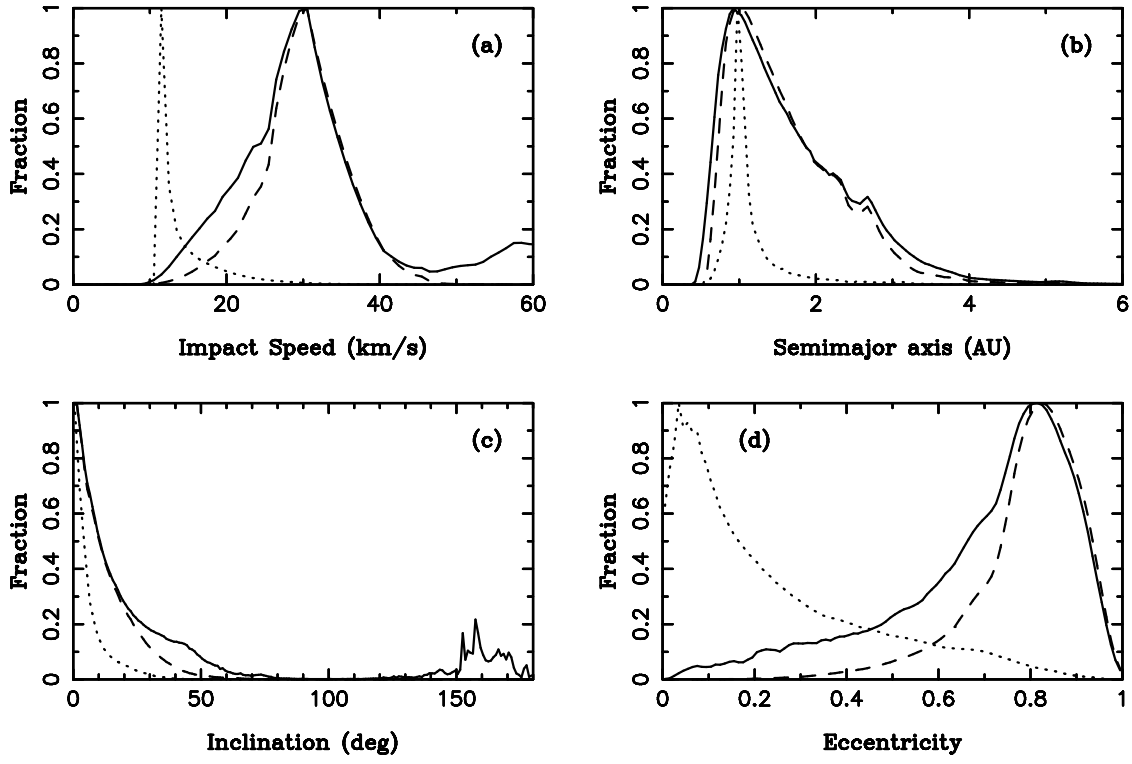 1
0.8
0.6
0.4
0.2
0
Fraction
(a)
0 20 40 60
Impact Speed (km/s)
1
0.8
0.6
0.4
0.2
0
Fraction
(b)
0 2 4 6
Semimajor axis (AU)
1
0.8
0.6
0.4
0.2
0
Fraction
(c)
0 50 100 150
Inclination (deg)
1
0.8
0.6
0.4
0.2
0
Fraction
(d)
0 0.2 0.4 0.6 0.8 1
Eccentricity